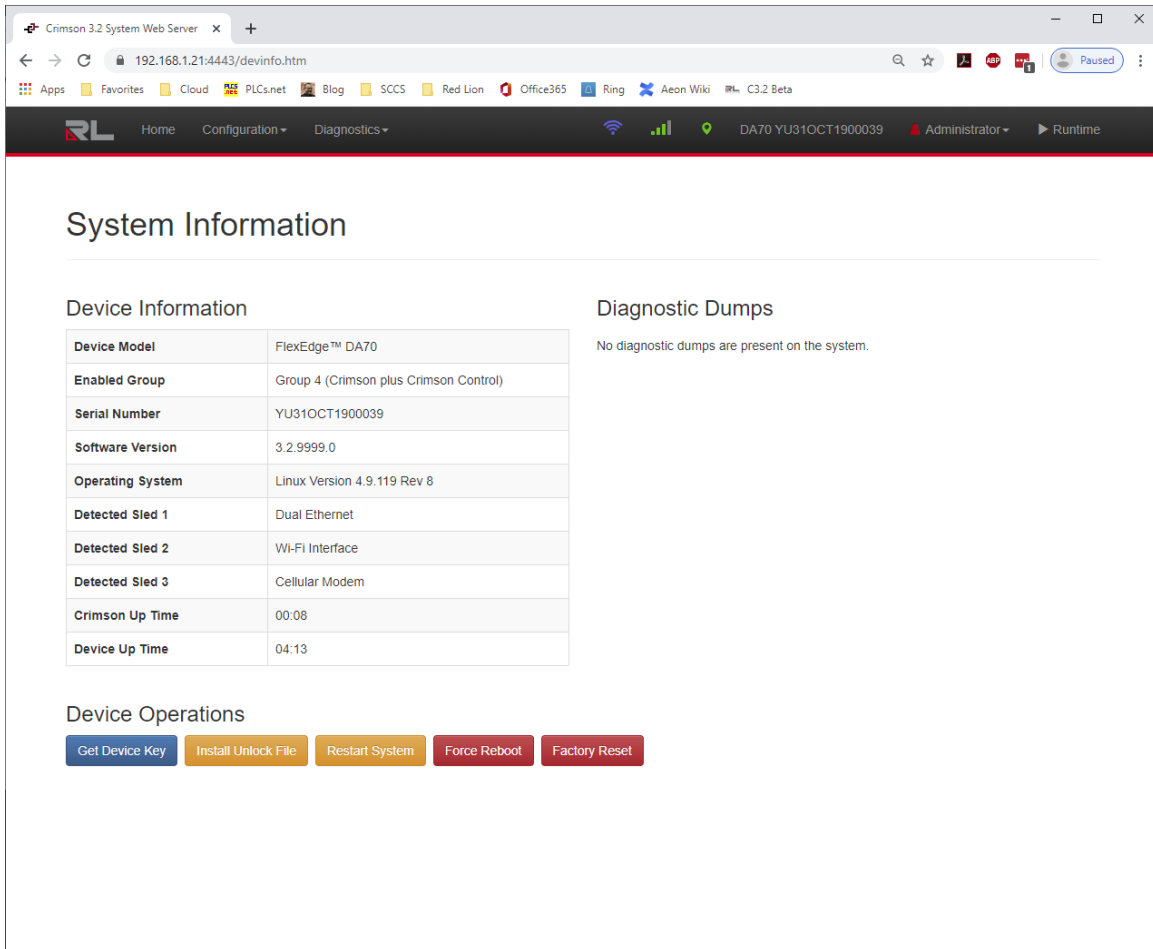 Crimson 3.2 System Web Server
192.168.1.21:4443/devinfo.htm
ABP
1
Paused
Apps Favorites Cloud PLCS .net PLCs.net Blog SCCS Red Lion Office365 Ring Aeon Wiki RL C3.2 Beta
RL Home Configuration Diagnostics DA70 YU31OCT1900039 Administrator Runtime
System Information
Device Information
Device Model FlexEdge™ DA70
Enabled Group Group 4 (Crimson plus Crimson Control)
Serial Number YU31OCT1900039
Software Version 3.2.9999.0
Operating System Linux Version 4.9.119 Rev 8
Detected Sled 1 Dual Ethernet
Detected Sled 2 Wi-Fi Interface
Detected Sled 3 Cellular Modem
Crimson Up Time 00:08
Device Up Time 04:13
Diagnostic Dumps
No diagnostic dumps are present on the system.
Device Operations
Get Device Key Install Unlock File Restart System Force Reboot Factory Reset